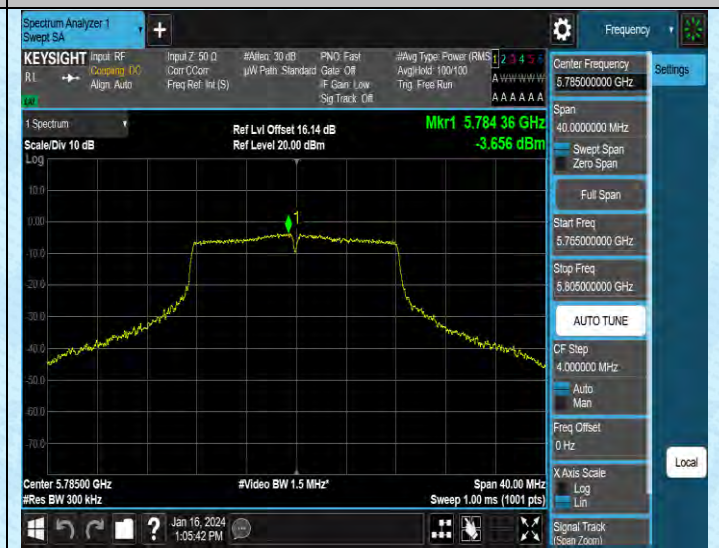 Spectrum Analyzer 1
Swept SA
+
Frequency
KEYSIGHT Input: RF
RL Coupling: DC
Align: Auto
Input Z: 50 Ω
Corr CCorr
Freq Ref: Int (S)
#Atten: 30 dB
µW Path: Standard
PNO: Fast
Gate: Off
IF Gain: Low
Sig Track: Off
#Avg Type: Power (RMS
Avg|Hold: 100/100
Trig: Free Run
1 2 3 4 5 6
A W W W W W
A A A A A A
1 Spectrum
Scale/Div 10 dB
Log
Ref Lvl Offset 16.14 dB
Ref Level 20.00 dBm
Mkr1 5.784 36 GHz
-3.656 dBm
10.0
0.00
-10.0
-20.0
-30.0
-40.0
-50.0
-60.0
-70.0
1
Center 5.78500 GHz
#Res BW 300 kHz
#Video BW 1.5 MHz*
Span 40.00 MHz
Sweep 1.00 ms (1001 pts)
Center Frequency
5.785000000 GHz
Settings
Span
40.0000000 MHz
Swept Span
Zero Span
Full Span
Start Freq
5.765000000 GHz
Stop Freq
5.805000000 GHz
AUTO TUNE
CF Step
4.000000 MHz
Auto
Man
Freq Offset
0 Hz
X Axis Scale
Log
Lin
Local
Signal Track
(Span Zoom)
?
Jan 16, 2024
1:05:42 PM